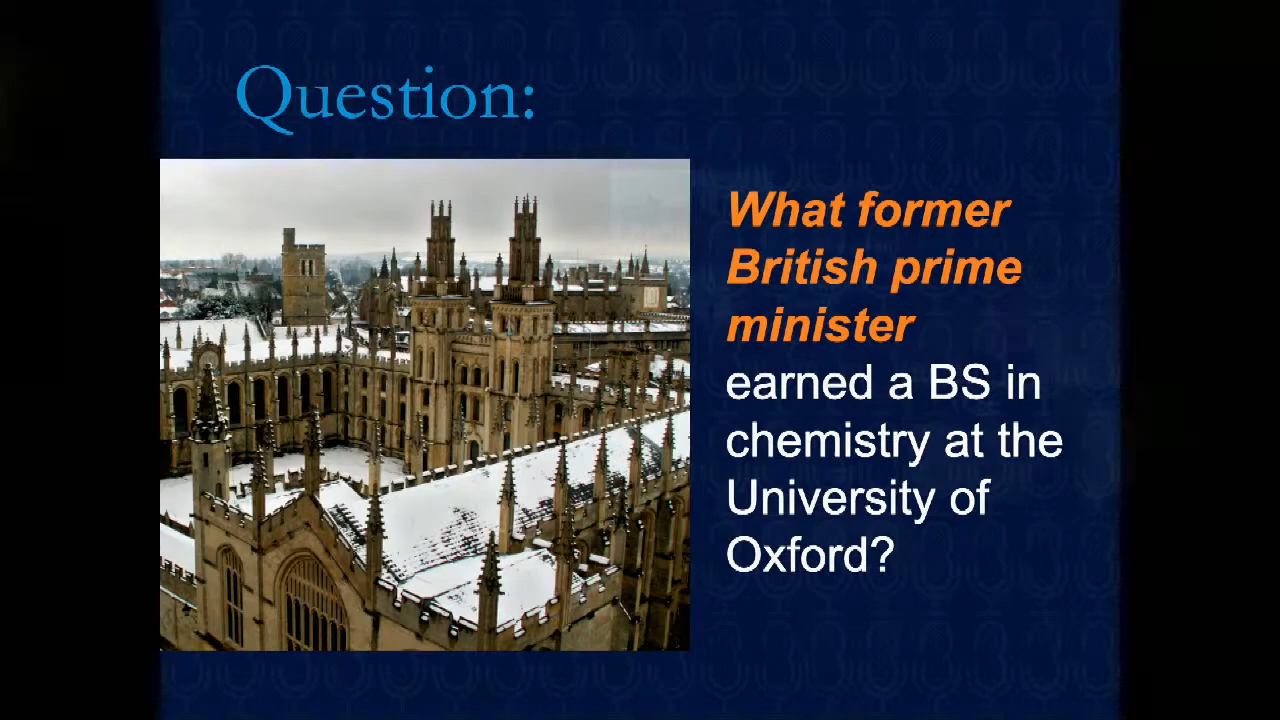 Question:
What former
British prime
minister
earned a BS in
chemistry at the
University of
Oxford?